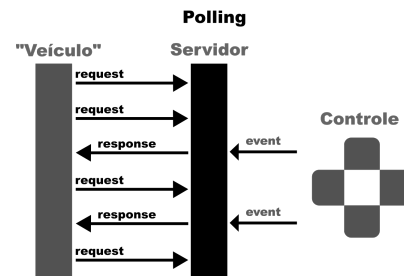 Polling
"Veículo"
Servidor
request
request
Controle
response
event
request
response
event
request